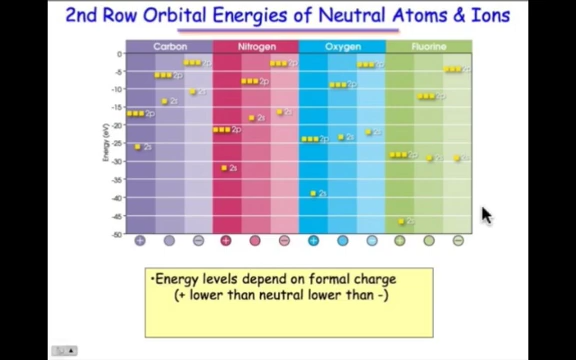 2nd Row Orbital Energies of Neutral Atoms & Ions
Carbon Nitrogen Oxygen Fluorine
Energy (eV)
0
-5
-10
-15
-20
-25
-30
-35
-40
-45
-50
2p 2s 2p 2s 2p 2s
2p 2s 2p 2s 2p 2s
2p 2s 2p 2s 2p 2s
2p 2s 2p 2s 2p 2s
+ − + − + − + −
•Energy levels depend on formal charge
(+ lower than neutral lower than -)